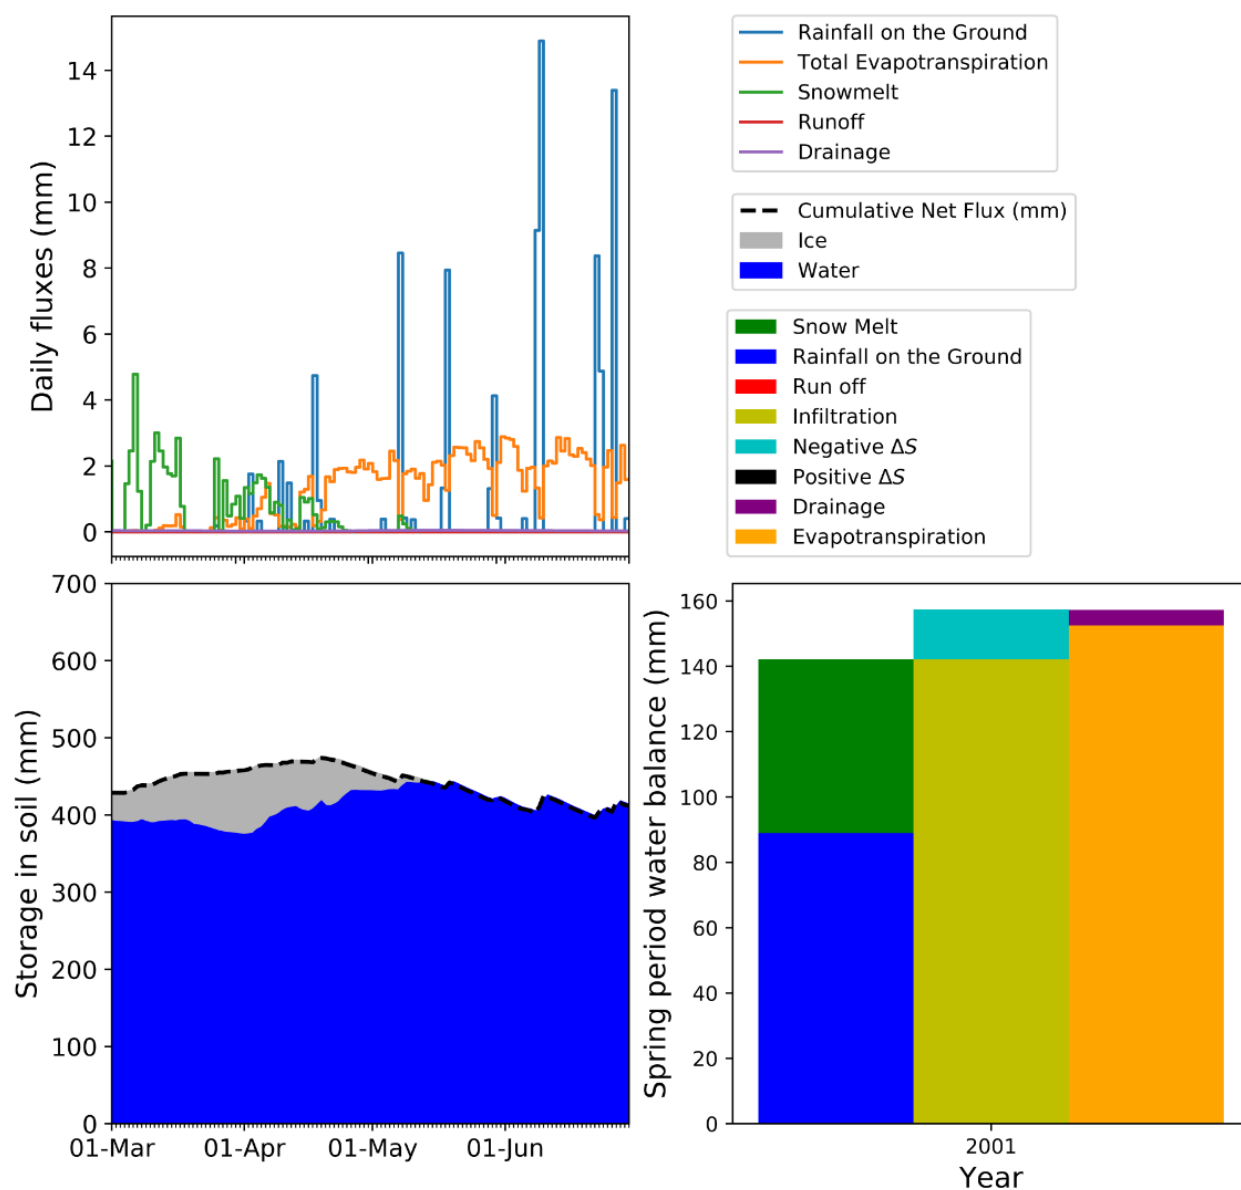 14
12
10
8
6
4
2
0
Daily fluxes (mm)
Rainfall on the Ground
Total Evapotranspiration
Snowmelt
Runoff
Drainage
Cumulative Net Flux (mm)
Ice
Water
Snow Melt
Rainfall on the Ground
Run off
Infiltration
Negative ΔS
Positive ΔS
Drainage
Evapotranspiration
700
600
500
400
300
200
100
0
Storage in soil (mm)
01-Mar
01-Apr
01-May
01-Jun
160
140
120
100
80
60
40
20
0
Spring period water balance (mm)
2001
Year